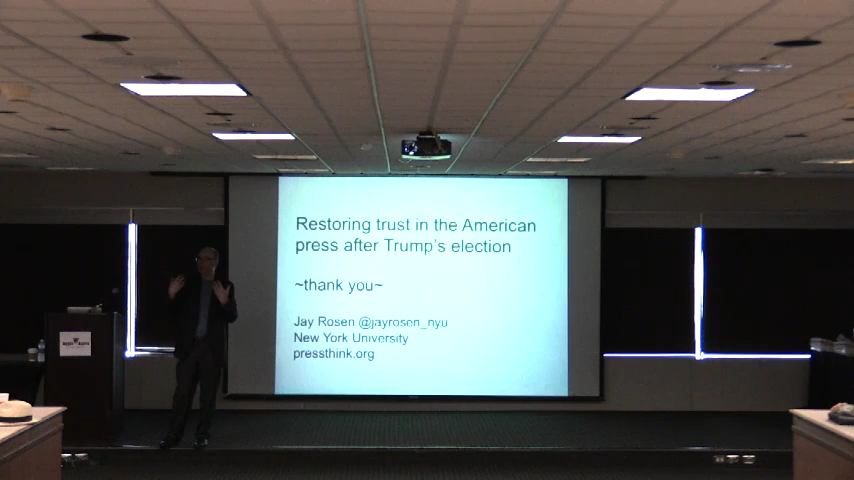 Restoring trust in the American
press after Trump's election
~thank you~
Jay Rosen @jayrosen_nyu
New York University
pressthink.org